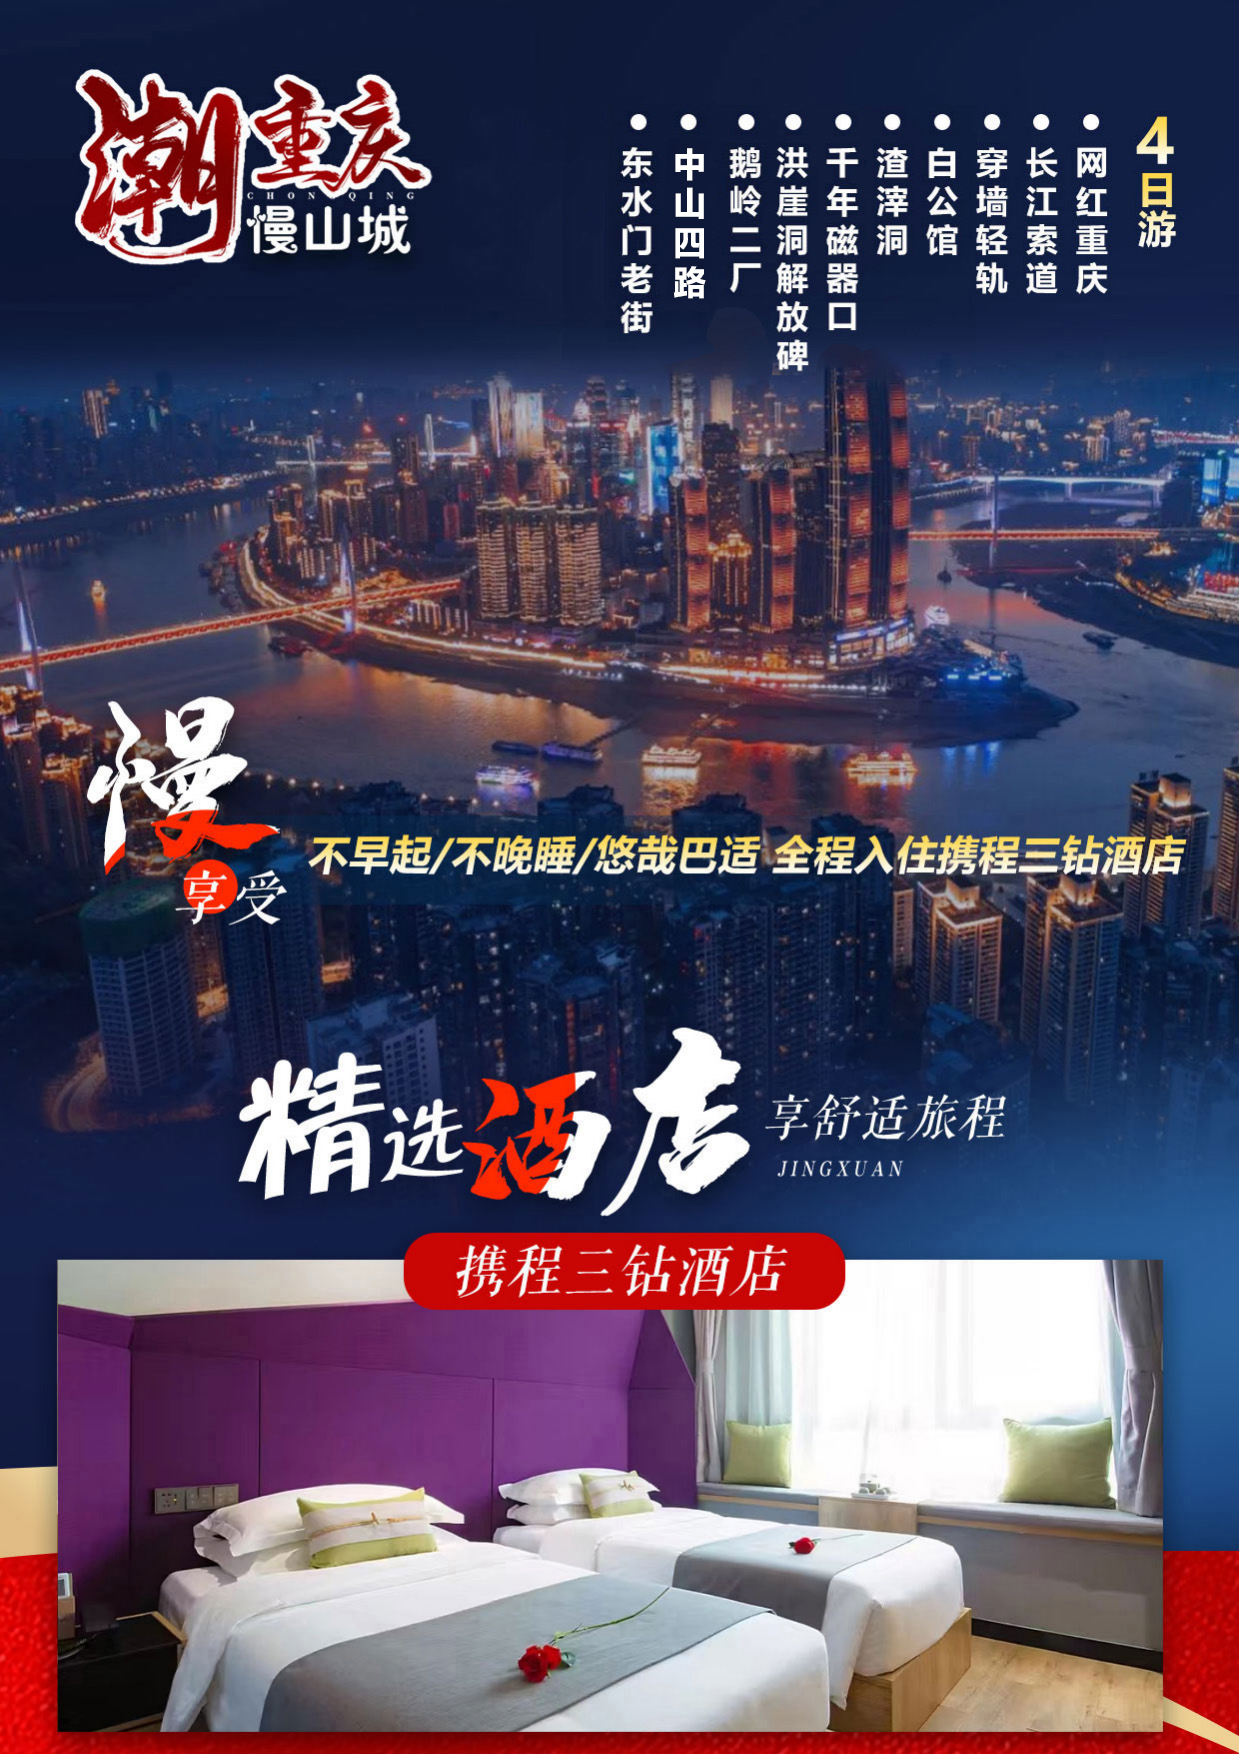 潮重庆
CHONGQING
慢山城
4日游
网红重庆
长江索道
穿墙轻轨
白公馆
渣滓洞
千年磁器口
洪崖洞解放碑
鹅岭二厂
中山四路
东水门老街
慢
享受
不早起/不晚睡/悠哉巴适 全程入住携程三钻酒店
精选酒店
享舒适旅程
JINGXUAN
携程三钻酒店